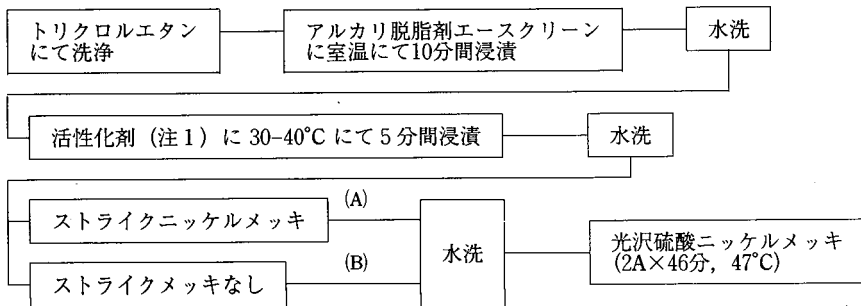 トリクロルエタン
にて洗浄
アルカリ脱脂剤エースクリーン
に室温にて10分間浸漬
水洗
活性化剤（注1）に 30-40°C にて5分間浸漬
水洗
ストライクニッケルメッキ
(A)
ストライクメッキなし
(B)
水洗
光沢硫酸ニッケルメッキ
(2A×46分，47°C)